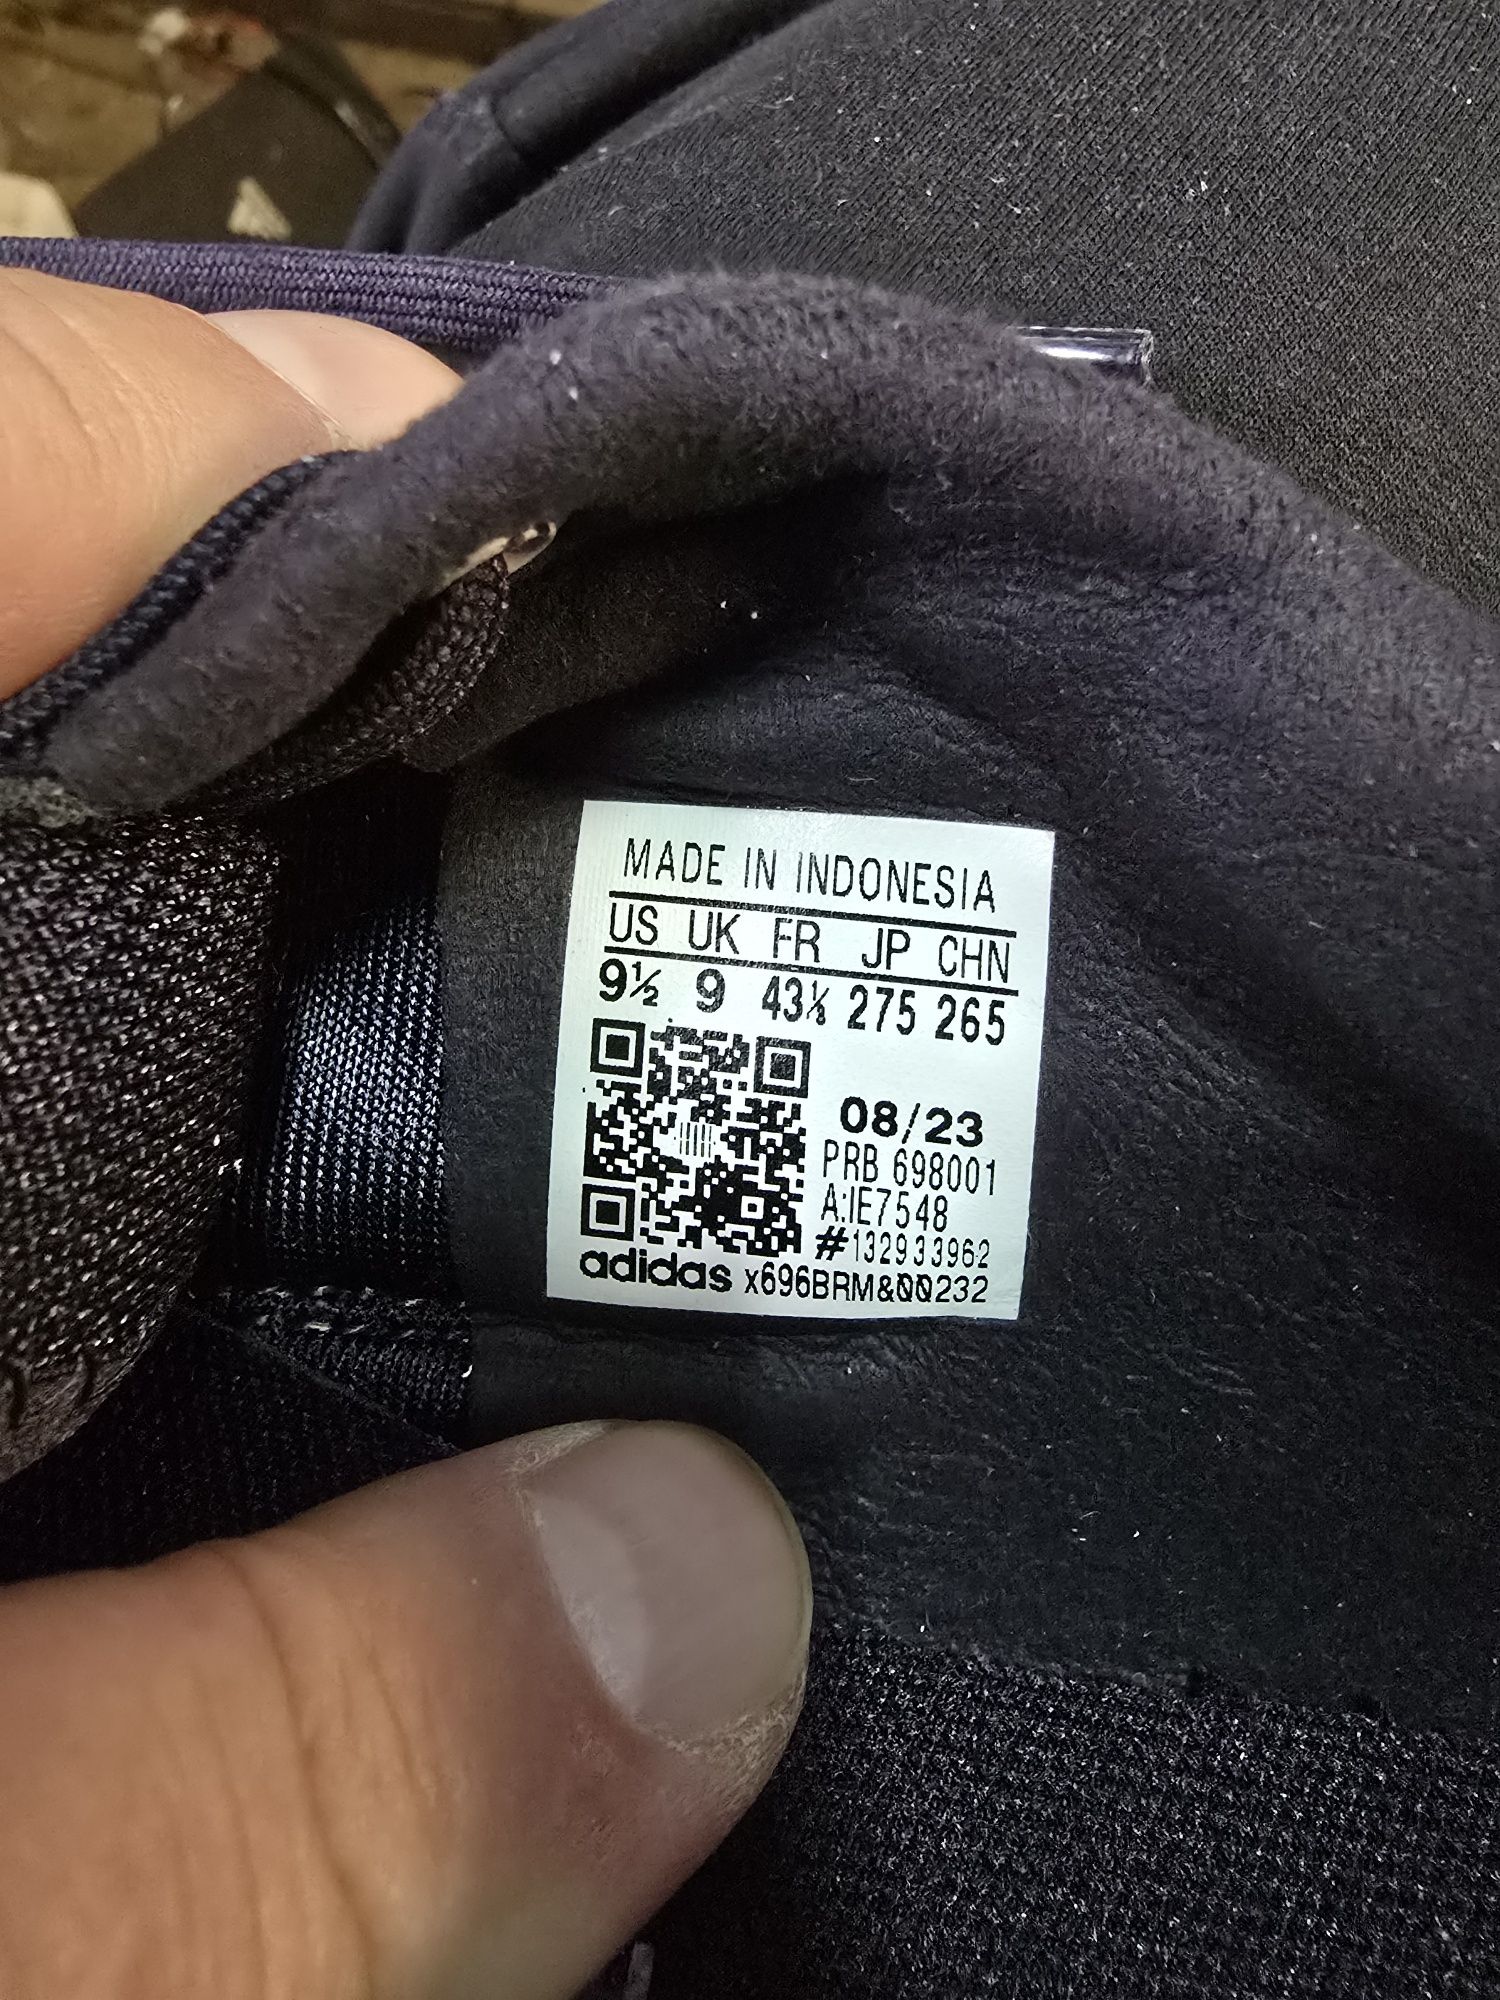 MADE IN INDONESIA
US UK FR JP CHN
9½ 9 43⅓ 275 265
08/23
PRB 698001
A:IE7548
#132933962
adidas x696BRM&00232